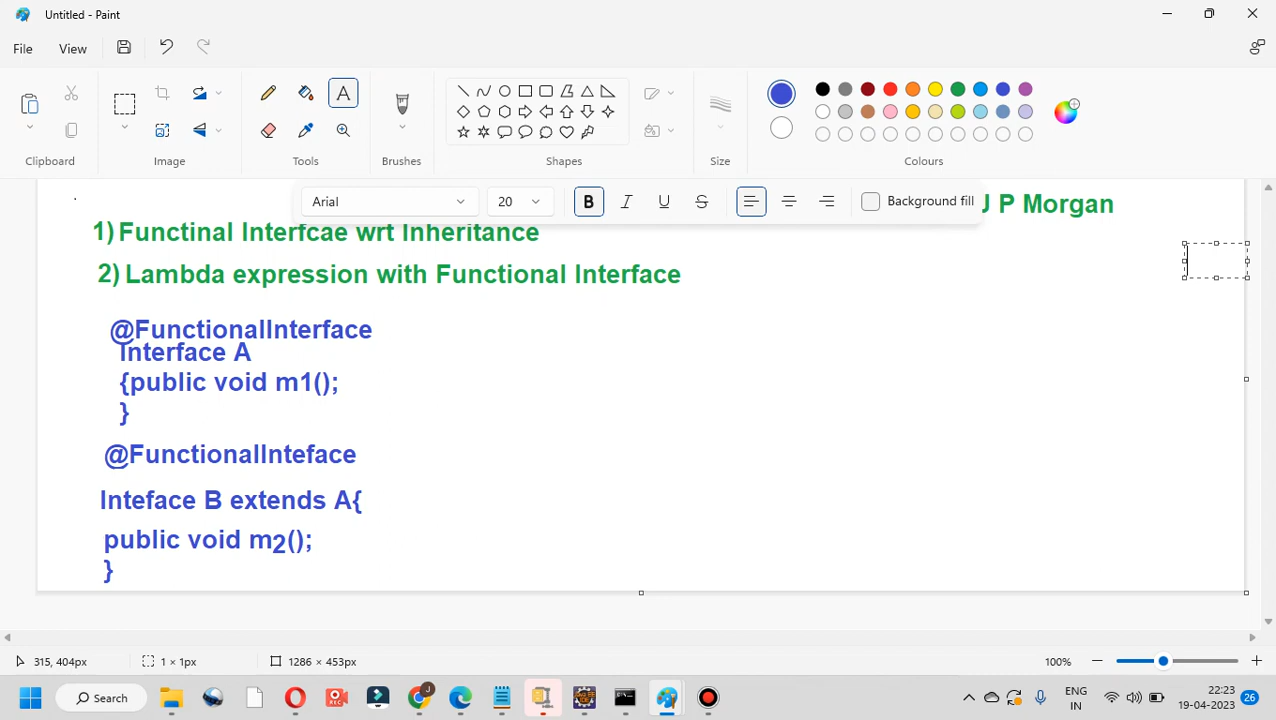 Untitled - Paint
File
View
Clipboard
Image
Tools
Brushes
Shapes
Size
Colours
Arial
20
B
Background fill
J P Morgan
1) Functinal Interfcae wrt Inheritance
2) Lambda expression with Functional Interface
@FunctionalInterface
Interface A
{public void m1();
}
@FunctionalInteface
Inteface B extends A{
public void m2();
}
315, 404px
1 × 1px
1286 × 453px
100%
Search
ENG
IN
22:23
19-04-2023
26